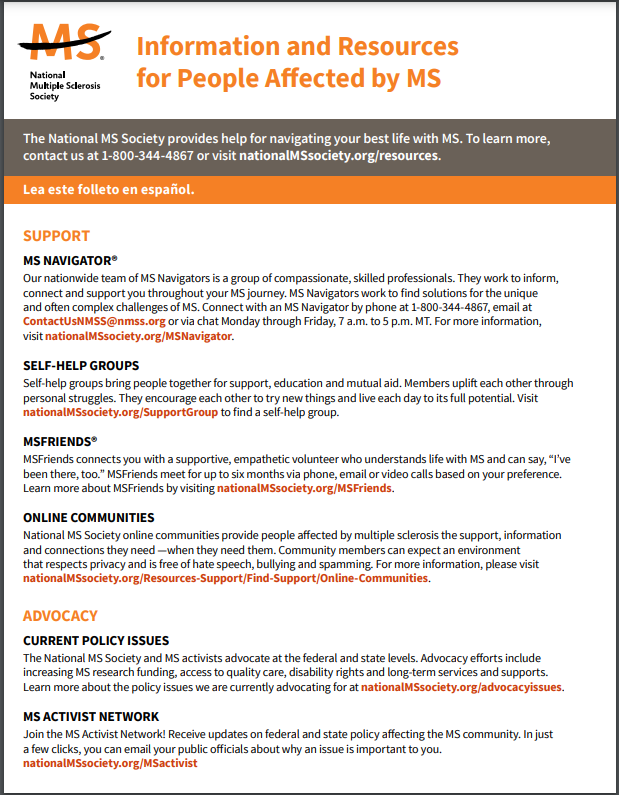 MS®
National
Multiple Sclerosis
Society
Information and Resources
for People Affected by MS
The National MS Society provides help for navigating your best life with MS. To learn more,
contact us at 1-800-344-4867 or visit nationalMSsociety.org/resources.
Lea este folleto en español.
SUPPORT
MS NAVIGATOR®
Our nationwide team of MS Navigators is a group of compassionate, skilled professionals. They work to inform,
connect and support you throughout your MS journey. MS Navigators work to find solutions for the unique
and often complex challenges of MS. Connect with an MS Navigator by phone at 1-800-344-4867, email at
ContactUsNMSS@nmss.org or via chat Monday through Friday, 7 a.m. to 5 p.m. MT. For more information,
visit nationalMSsociety.org/MSNavigator.
SELF-HELP GROUPS
Self-help groups bring people together for support, education and mutual aid. Members uplift each other through
personal struggles. They encourage each other to try new things and live each day to its full potential. Visit
nationalMSsociety.org/SupportGroup to find a self-help group.
MSFRIENDS®
MSFriends connects you with a supportive, empathetic volunteer who understands life with MS and can say, “I’ve
been there, too.” MSFriends meet for up to six months via phone, email or video calls based on your preference.
Learn more about MSFriends by visiting nationalMSsociety.org/MSFriends.
ONLINE COMMUNITIES
National MS Society online communities provide people affected by multiple sclerosis the support, information
and connections they need —when they need them. Community members can expect an environment
that respects privacy and is free of hate speech, bullying and spamming. For more information, please visit
nationalMSsociety.org/Resources-Support/Find-Support/Online-Communities.
ADVOCACY
CURRENT POLICY ISSUES
The National MS Society and MS activists advocate at the federal and state levels. Advocacy efforts include
increasing MS research funding, access to quality care, disability rights and long-term services and supports.
Learn more about the policy issues we are currently advocating for at nationalMSsociety.org/advocacyissues.
MS ACTIVIST NETWORK
Join the MS Activist Network! Receive updates on federal and state policy affecting the MS community. In just
a few clicks, you can email your public officials about why an issue is important to you.
nationalMSsociety.org/MSactivist